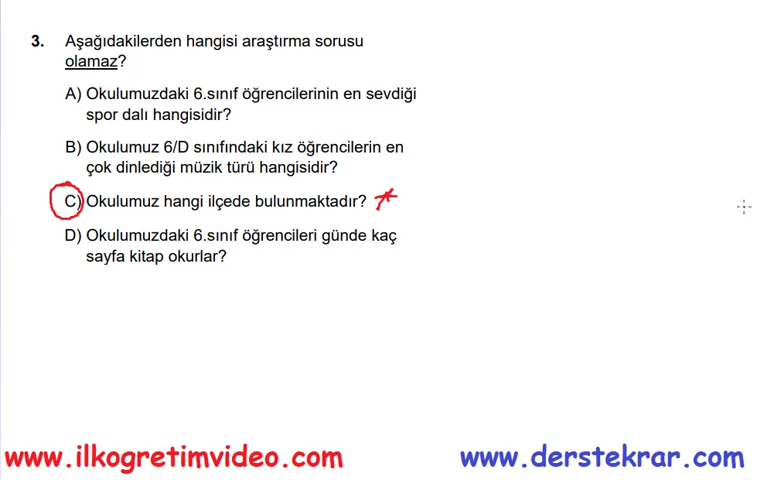 3. Aşağıdakilerden hangisi araştırma sorusu
olamaz?
A) Okulumuzdaki 6.sınıf öğrencilerinin en sevdiği
spor dalı hangisidir?
B) Okulumuz 6/D sınıfındaki kız öğrencilerin en
çok dinlediği müzik türü hangisidir?
C) Okulumuz hangi ilçede bulunmaktadır?
D) Okulumuzdaki 6.sınıf öğrencileri günde kaç
sayfa kitap okurlar?
www.ilkogretimvideo.com
www.derstekrar.com